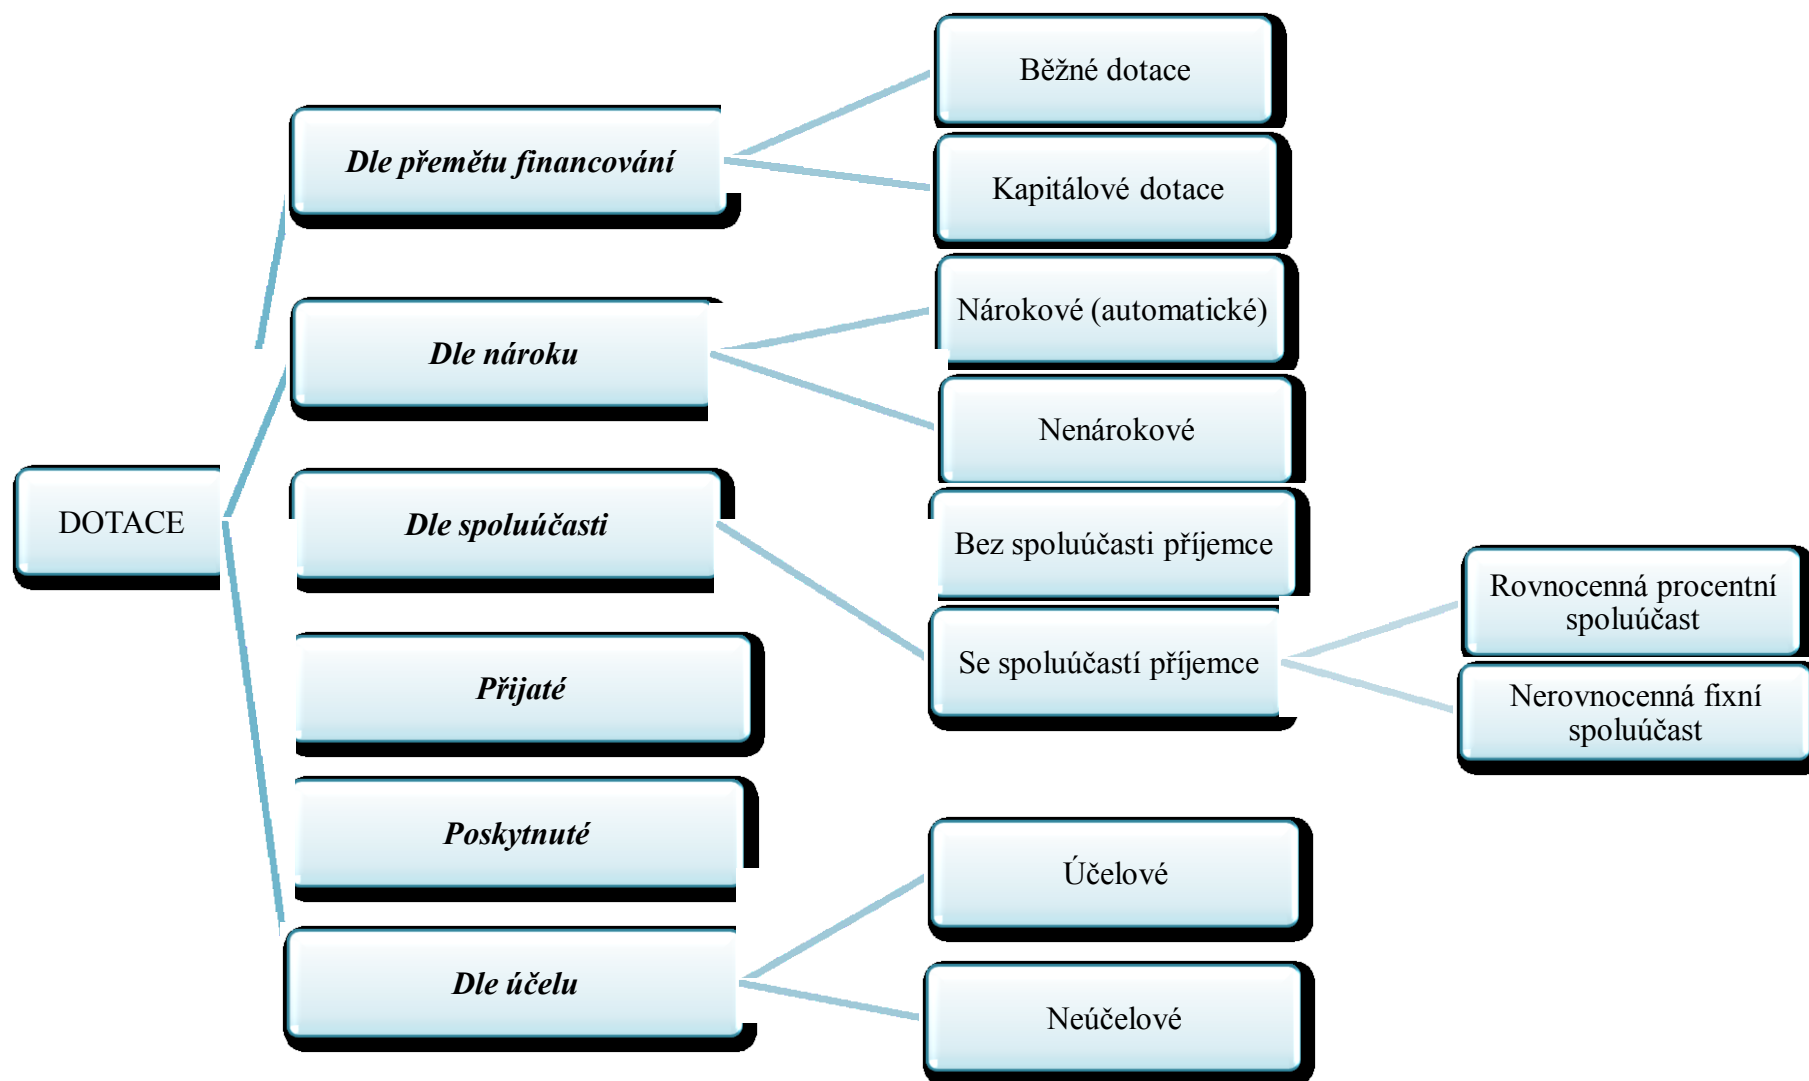 DOTACE
Dle přemětu financování
Běžné dotace
Kapitálové dotace
Dle nároku
Nárokové (automatické)
Nenárokové
Dle spoluúčasti
Bez spoluúčasti příjemce
Se spoluúčastí příjemce
Rovnocenná procentní
spoluúčast
Nerovnocenná fixní
spoluúčast
Přijaté
Poskytnuté
Dle účelu
Účelové
Neúčelové